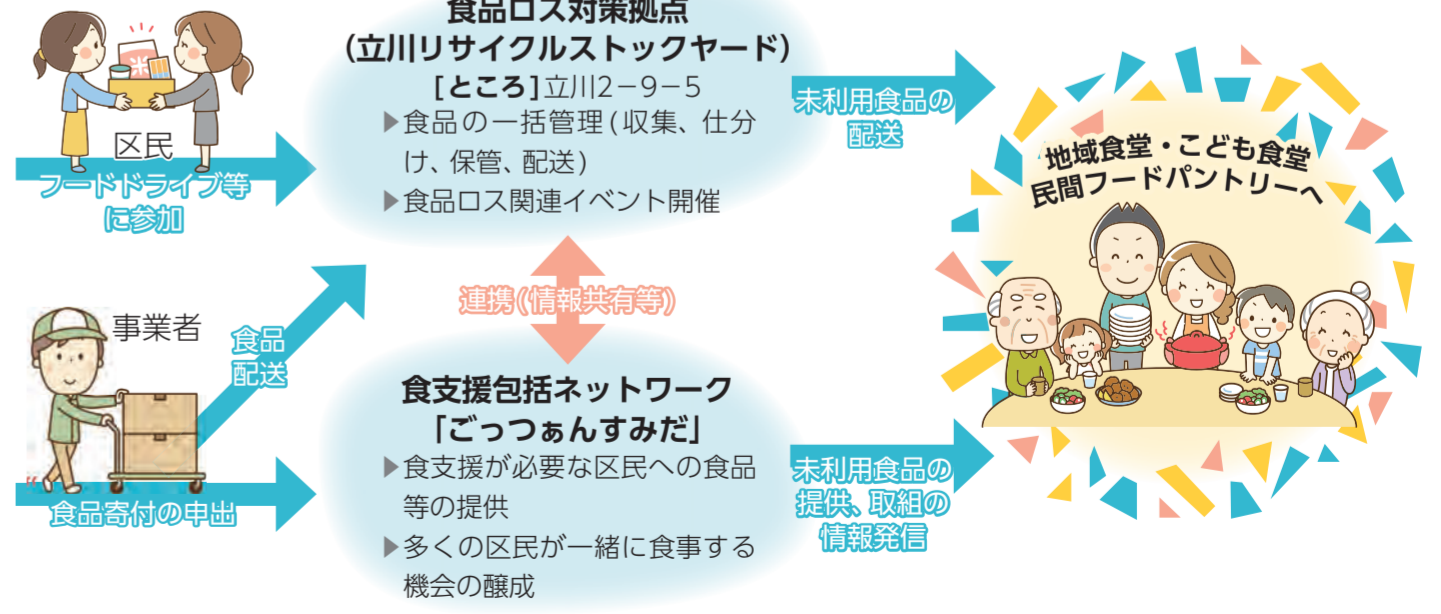 食品ロス対策拠点
（立川リサイクルストックヤード）
[ところ]立川2－9－5
▶食品の一括管理(収集、仕分
け、保管、配送)
▶食品ロス関連イベント開催
米
区民
フードドライブ等
に参加
未利用食品の
配送
地域食堂・こども食堂
民間フードパントリーへ
連携(情報共有等)
事業者
食品
配送
食品寄付の申出
食支援包括ネットワーク
「ごっつぁんすみだ」
▶食支援が必要な区民への食品
等の提供
▶多くの区民が一緒に食事する
機会の醸成
未利用食品の
提供、取組の
情報発信